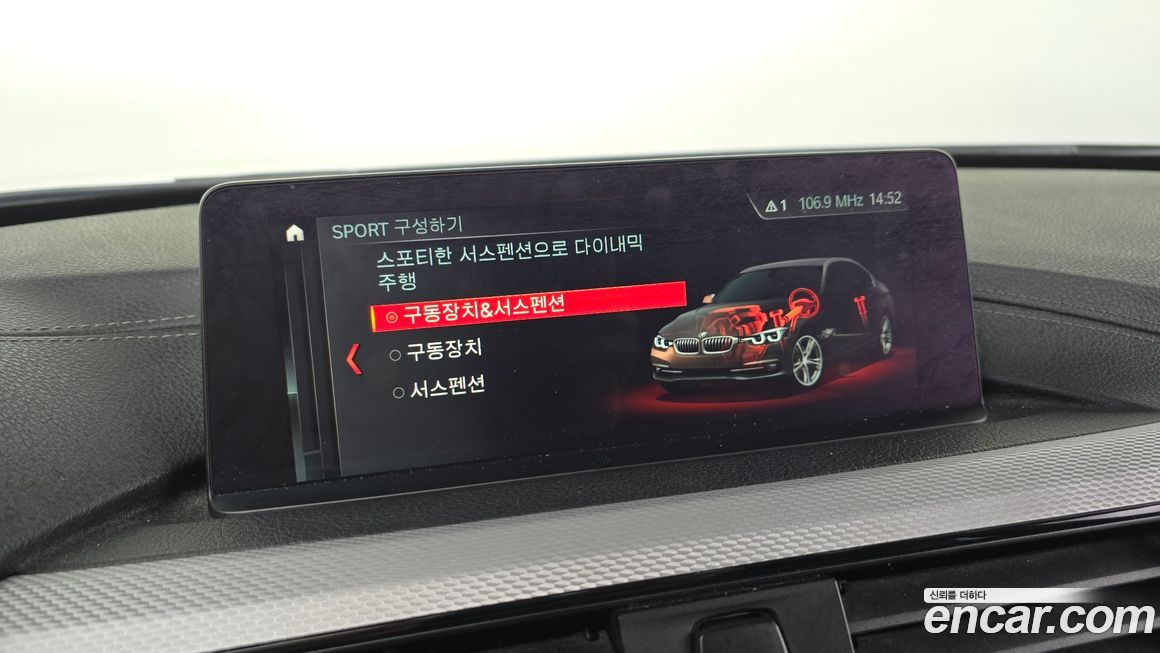 SPORT 구성하기
1 106.9 MHz 14:52
스포티한 서스펜션으로 다이내믹
주행
구동장치&서스펜션
구동장치
서스펜션
신뢰를 더하다
encar.com